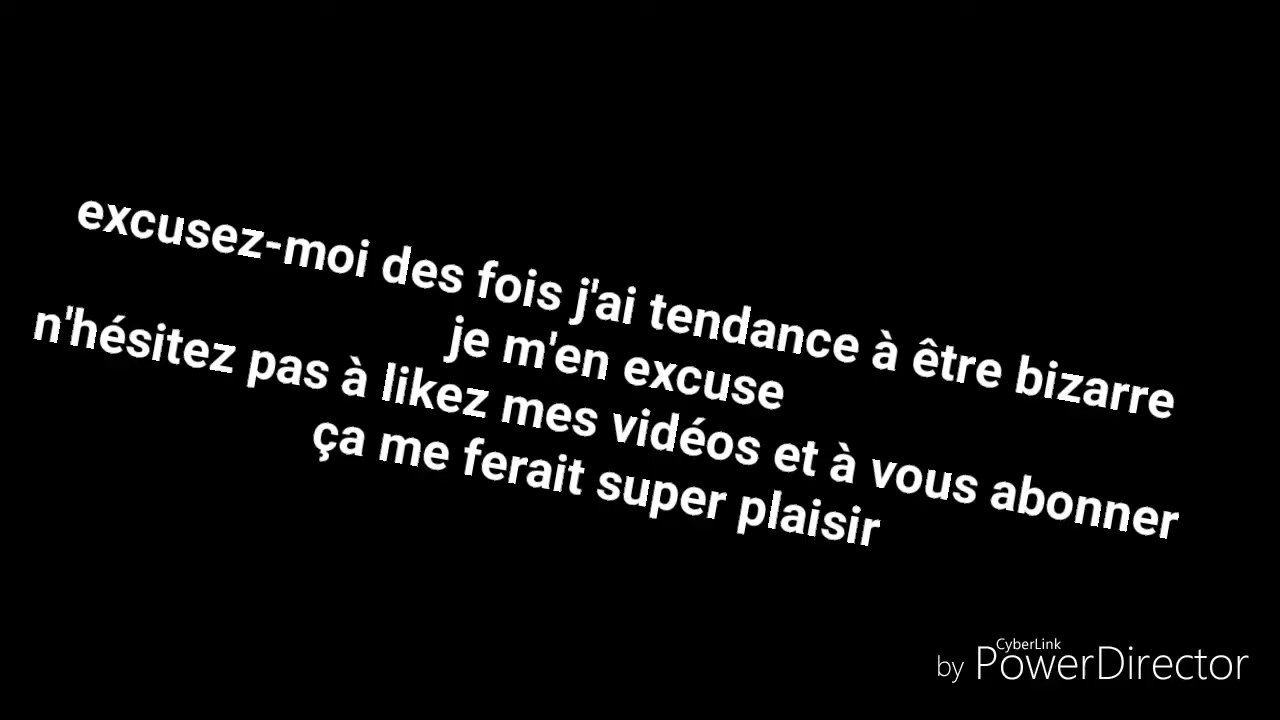 excusez-moi des fois j'ai tendance à être bizarre
je m'en excuse
n'hésitez pas à likez mes vidéos et à vous abonner
ça me ferait super plaisir
CyberLink
by PowerDirector